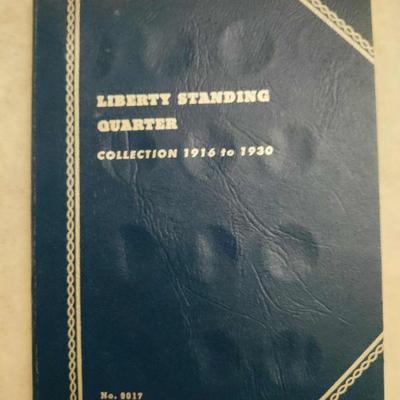 LIBERTY STANDING
QUARTER
COLLECTION 1916 to 1930
No. 9017